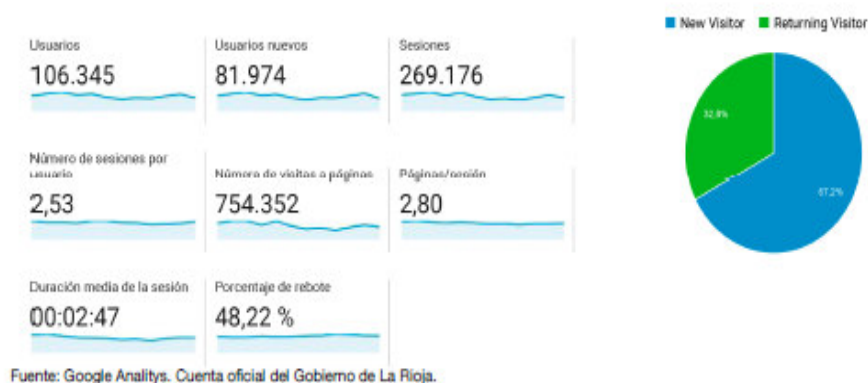 New Visitor Returning Visitor
Usuarios Usuarios nuevos Sesiones
106.345 81.974 269.176
32,8%
67,2%
Número de sesiones por
usuario Número de visitas a páginas Páginas/sesión
2,53 754.352 2,80
Duración media de la sesión Porcentaje de rebote
00:02:47 48,22 %
Fuente: Google Analitys. Cuenta oficial del Gobierno de La Rioja.